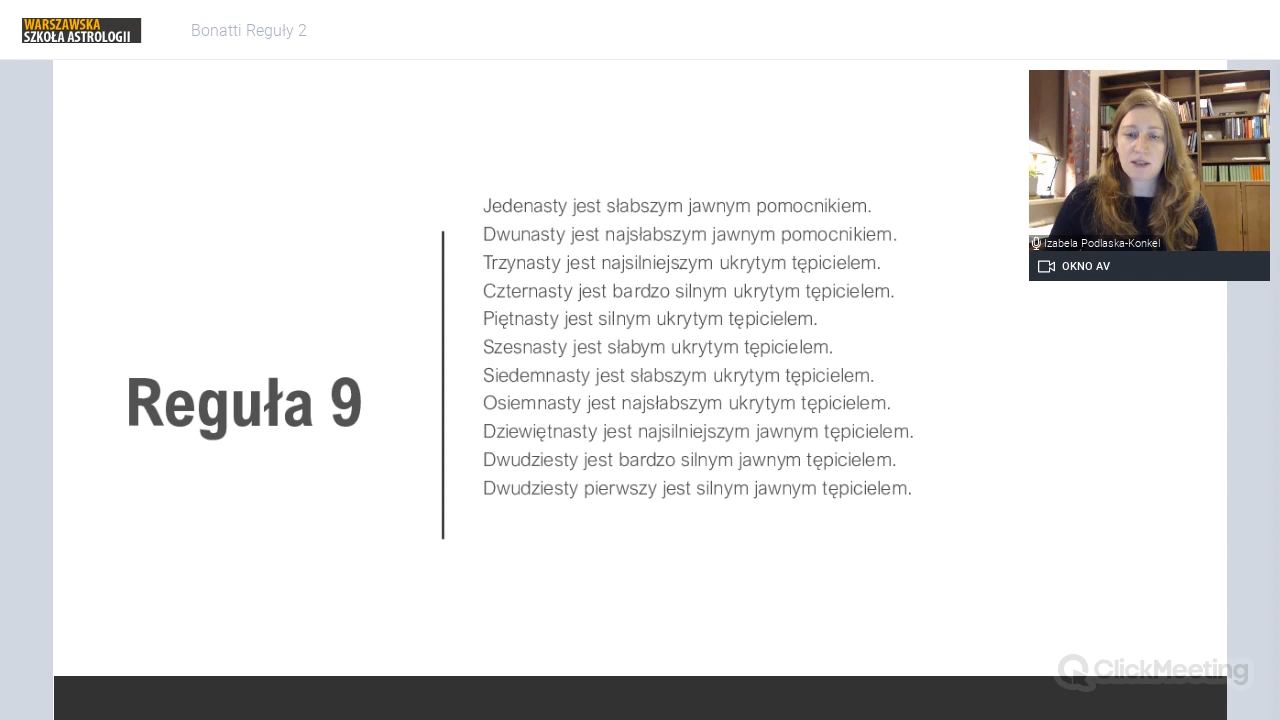 WARSZAWSKA
SZKOŁA ASTROLOGII
Bonatti Reguły 2
Jedenasty jest słabszym jawnym pomocnikiem.
Dwunasty jest najsłabszym jawnym pomocnikiem.
Trzynasty jest najsilniejszym ukrytym tępicielem.
Czternasty jest bardzo silnym ukrytym tępicielem.
Piętnasty jest silnym ukrytym tępicielem.
Szesnasty jest słabym ukrytym tępicielem.
Siedemnasty jest słabszym ukrytym tępicielem.
Osiemnasty jest najsłabszym ukrytym tępicielem.
Dziewiętnasty jest najsilniejszym jawnym tępicielem.
Dwudziesty jest bardzo silnym jawnym tępicielem.
Dwudziesty pierwszy jest silnym jawnym tępicielem.
Reguła 9
Izabela Podlaska-Konkel
OKNO AV
ClickMeeting